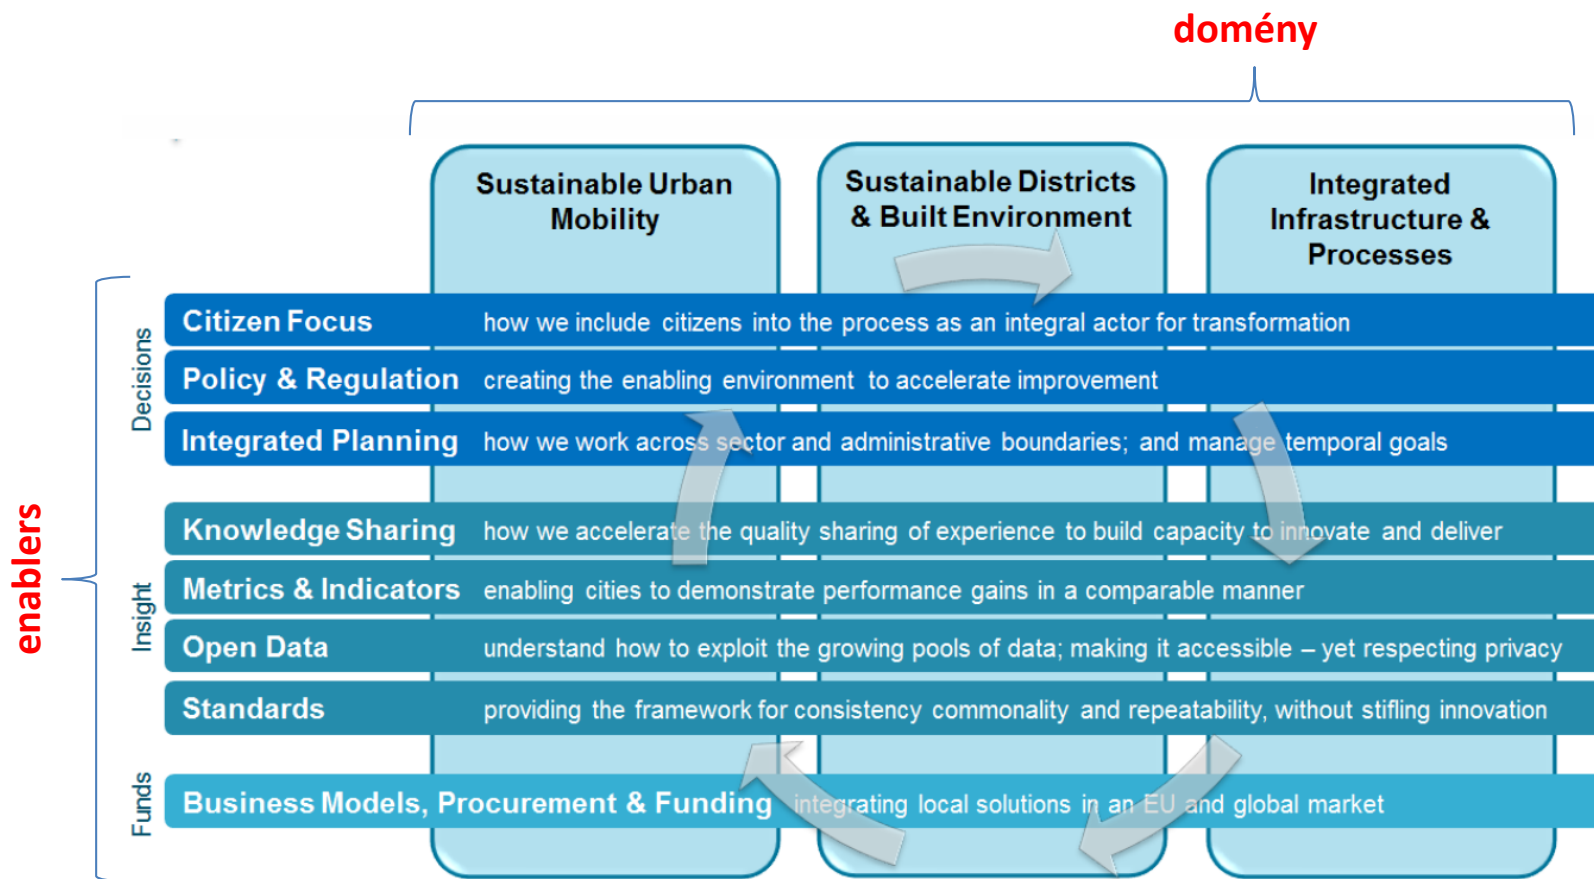 domény
Sustainable Urban
Mobility
Sustainable Districts
& Built Environment
Integrated
Infrastructure &
Processes
enablers
Decisions
Citizen Focus how we include citizens into the process as an integral actor for transformation
Policy & Regulation creating the enabling environment to accelerate improvement
Integrated Planning how we work across sector and administrative boundaries; and manage temporal goals
Insight
Knowledge Sharing how we accelerate the quality sharing of experience to build capacity to innovate and deliver
Metrics & Indicators enabling cities to demonstrate performance gains in a comparable manner
Open Data understand how to exploit the growing pools of data; making it accessible – yet respecting privacy
Standards providing the framework for consistency commonality and repeatability, without stifling innovation
Funds
Business Models, Procurement & Funding integrating local solutions in an EU and global market